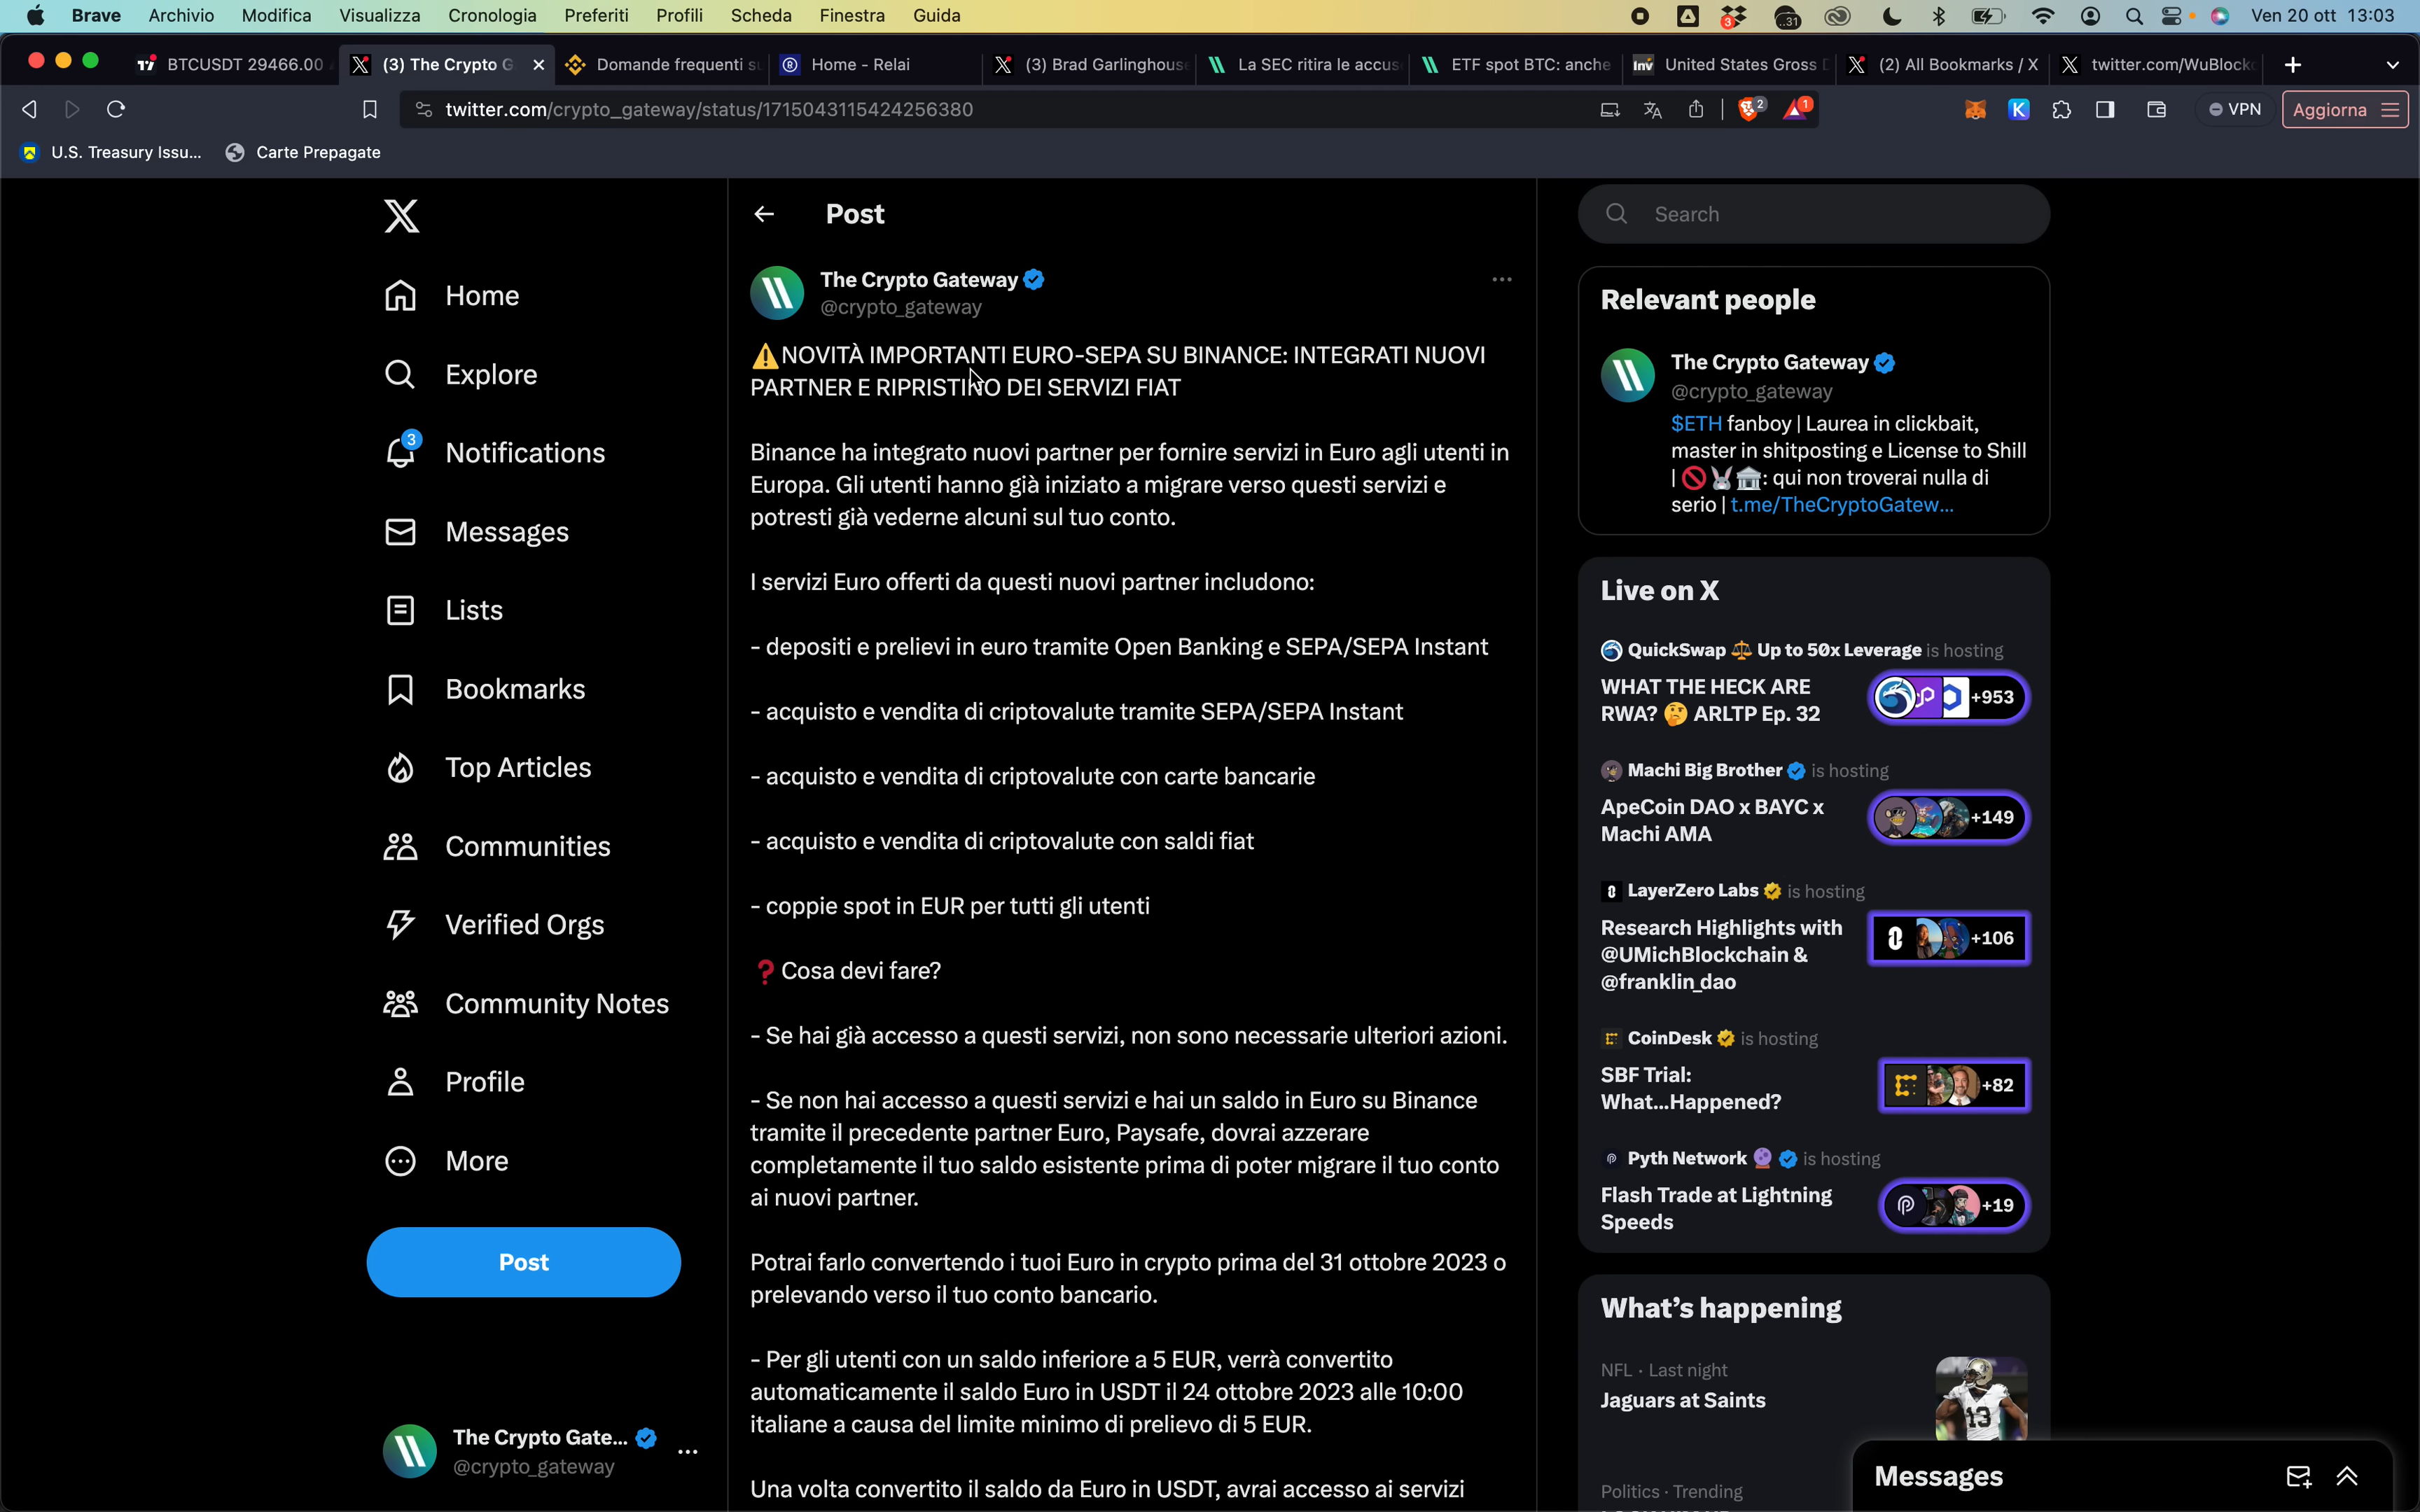 Brave Archivio Modifica Visualizza Cronologia Preferiti Profili Scheda Finestra Guida
3 ..31 Ven 20 ott 13:03
BTCUSDT 29466.00
(3) The Crypto G
Domande frequenti su
Home - Relai
(3) Brad Garlinghouse
La SEC ritira le accus
ETF spot BTC: anche
Inv United States Gross D
(2) All Bookmarks / X
twitter.com/WuBlock
twitter.com/crypto_gateway/status/1715043115424256380
2 1 K VPN Aggiorna
U.S. Treasury Issu... Carte Prepagate
Home
Explore
3
Notifications
Messages
Lists
Bookmarks
Top Articles
Communities
Verified Orgs
Community Notes
Profile
More
Post
The Crypto Gate...
@crypto_gateway
Post
The Crypto Gateway
@crypto_gateway
⚠️NOVITÀ IMPORTANTI EURO-SEPA SU BINANCE: INTEGRATI NUOVI
PARTNER E RIPRISTINO DEI SERVIZI FIAT
Binance ha integrato nuovi partner per fornire servizi in Euro agli utenti in
Europa. Gli utenti hanno già iniziato a migrare verso questi servizi e
potresti già vederne alcuni sul tuo conto.
I servizi Euro offerti da questi nuovi partner includono:
- depositi e prelievi in euro tramite Open Banking e SEPA/SEPA Instant
- acquisto e vendita di criptovalute tramite SEPA/SEPA Instant
- acquisto e vendita di criptovalute con carte bancarie
- acquisto e vendita di criptovalute con saldi fiat
- coppie spot in EUR per tutti gli utenti
❓Cosa devi fare?
- Se hai già accesso a questi servizi, non sono necessarie ulteriori azioni.
- Se non hai accesso a questi servizi e hai un saldo in Euro su Binance
tramite il precedente partner Euro, Paysafe, dovrai azzerare
completamente il tuo saldo esistente prima di poter migrare il tuo conto
ai nuovi partner.
Potrai farlo convertendo i tuoi Euro in crypto prima del 31 ottobre 2023 o
prelevando verso il tuo conto bancario.
- Per gli utenti con un saldo inferiore a 5 EUR, verrà convertito
automaticamente il saldo Euro in USDT il 24 ottobre 2023 alle 10:00
italiane a causa del limite minimo di prelievo di 5 EUR.
Una volta convertito il saldo da Euro in USDT, avrai accesso ai servizi
Search
Relevant people
The Crypto Gateway
@crypto_gateway
$ETH fanboy | Laurea in clickbait,
master in shitposting e License to Shill
| 🚫🐰🏦: qui non troverai nulla di
serio | t.me/TheCryptoGatew...
Live on X
QuickSwap ⚖️ Up to 50x Leverage is hosting
WHAT THE HECK ARE
RWA? 🤔 ARLTP Ep. 32
+953
Machi Big Brother is hosting
ApeCoin DAO x BAYC x
Machi AMA
+149
LayerZero Labs is hosting
Research Highlights with
@UMichBlockchain &
@franklin_dao
+106
CoinDesk is hosting
SBF Trial:
What...Happened?
+82
Pyth Network 🔮 is hosting
Flash Trade at Lightning
Speeds
+19
What's happening
NFL · Last night
Jaguars at Saints
13
Politics · Trending
Messages